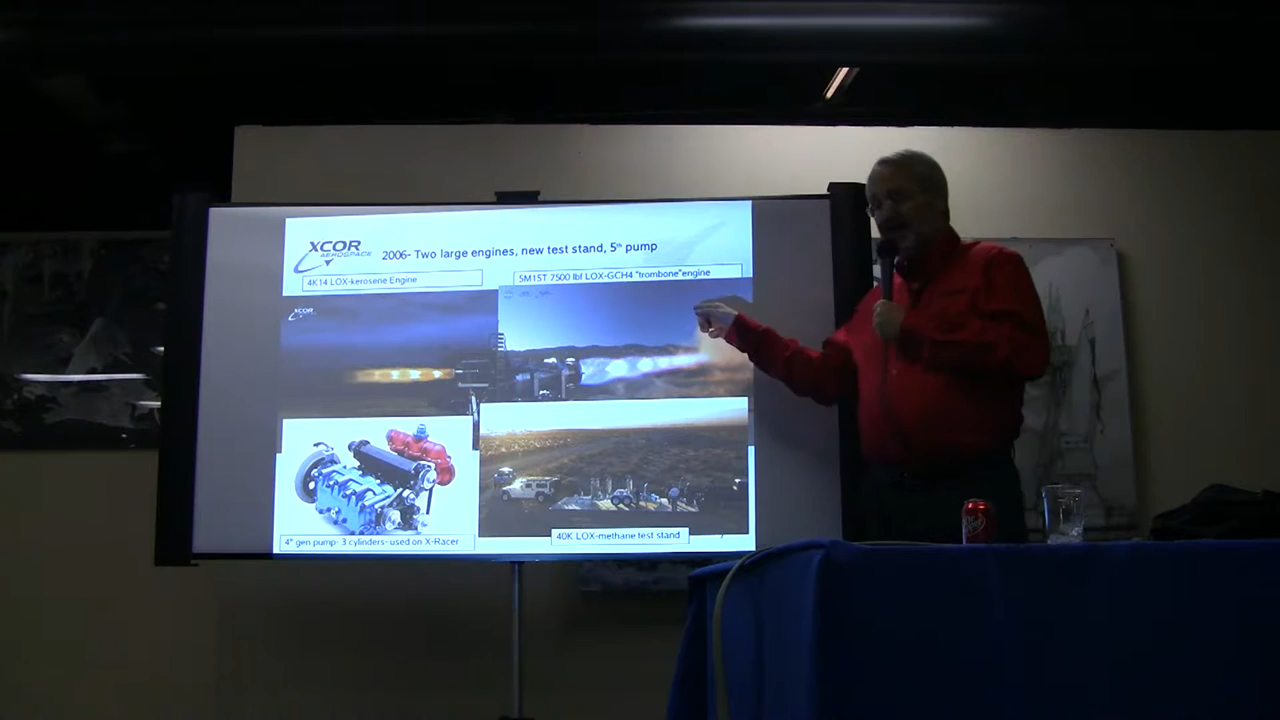 XCOR
AEROSPACE
2006- Two large engines, new test stand, 5th pump
4K14 LOX-kerosene Engine
5M15T 7500 lbf LOX-GCH4 "trombone"engine
XCOR
4th gen pump- 3 cylinders- used on X-Racer
40K LOX-methane test stand